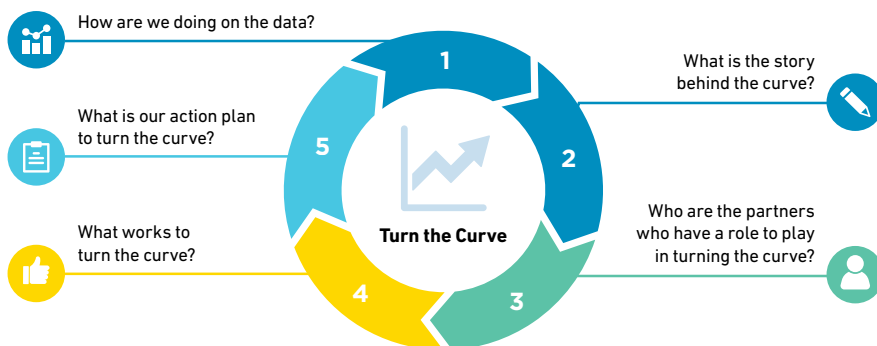 How are we doing on the data?
1
What is the story
behind the curve?
2
Who are the partners
who have a role to play
in turning the curve?
3
What works to
turn the curve?
4
What is our action plan
to turn the curve?
5
Turn the Curve